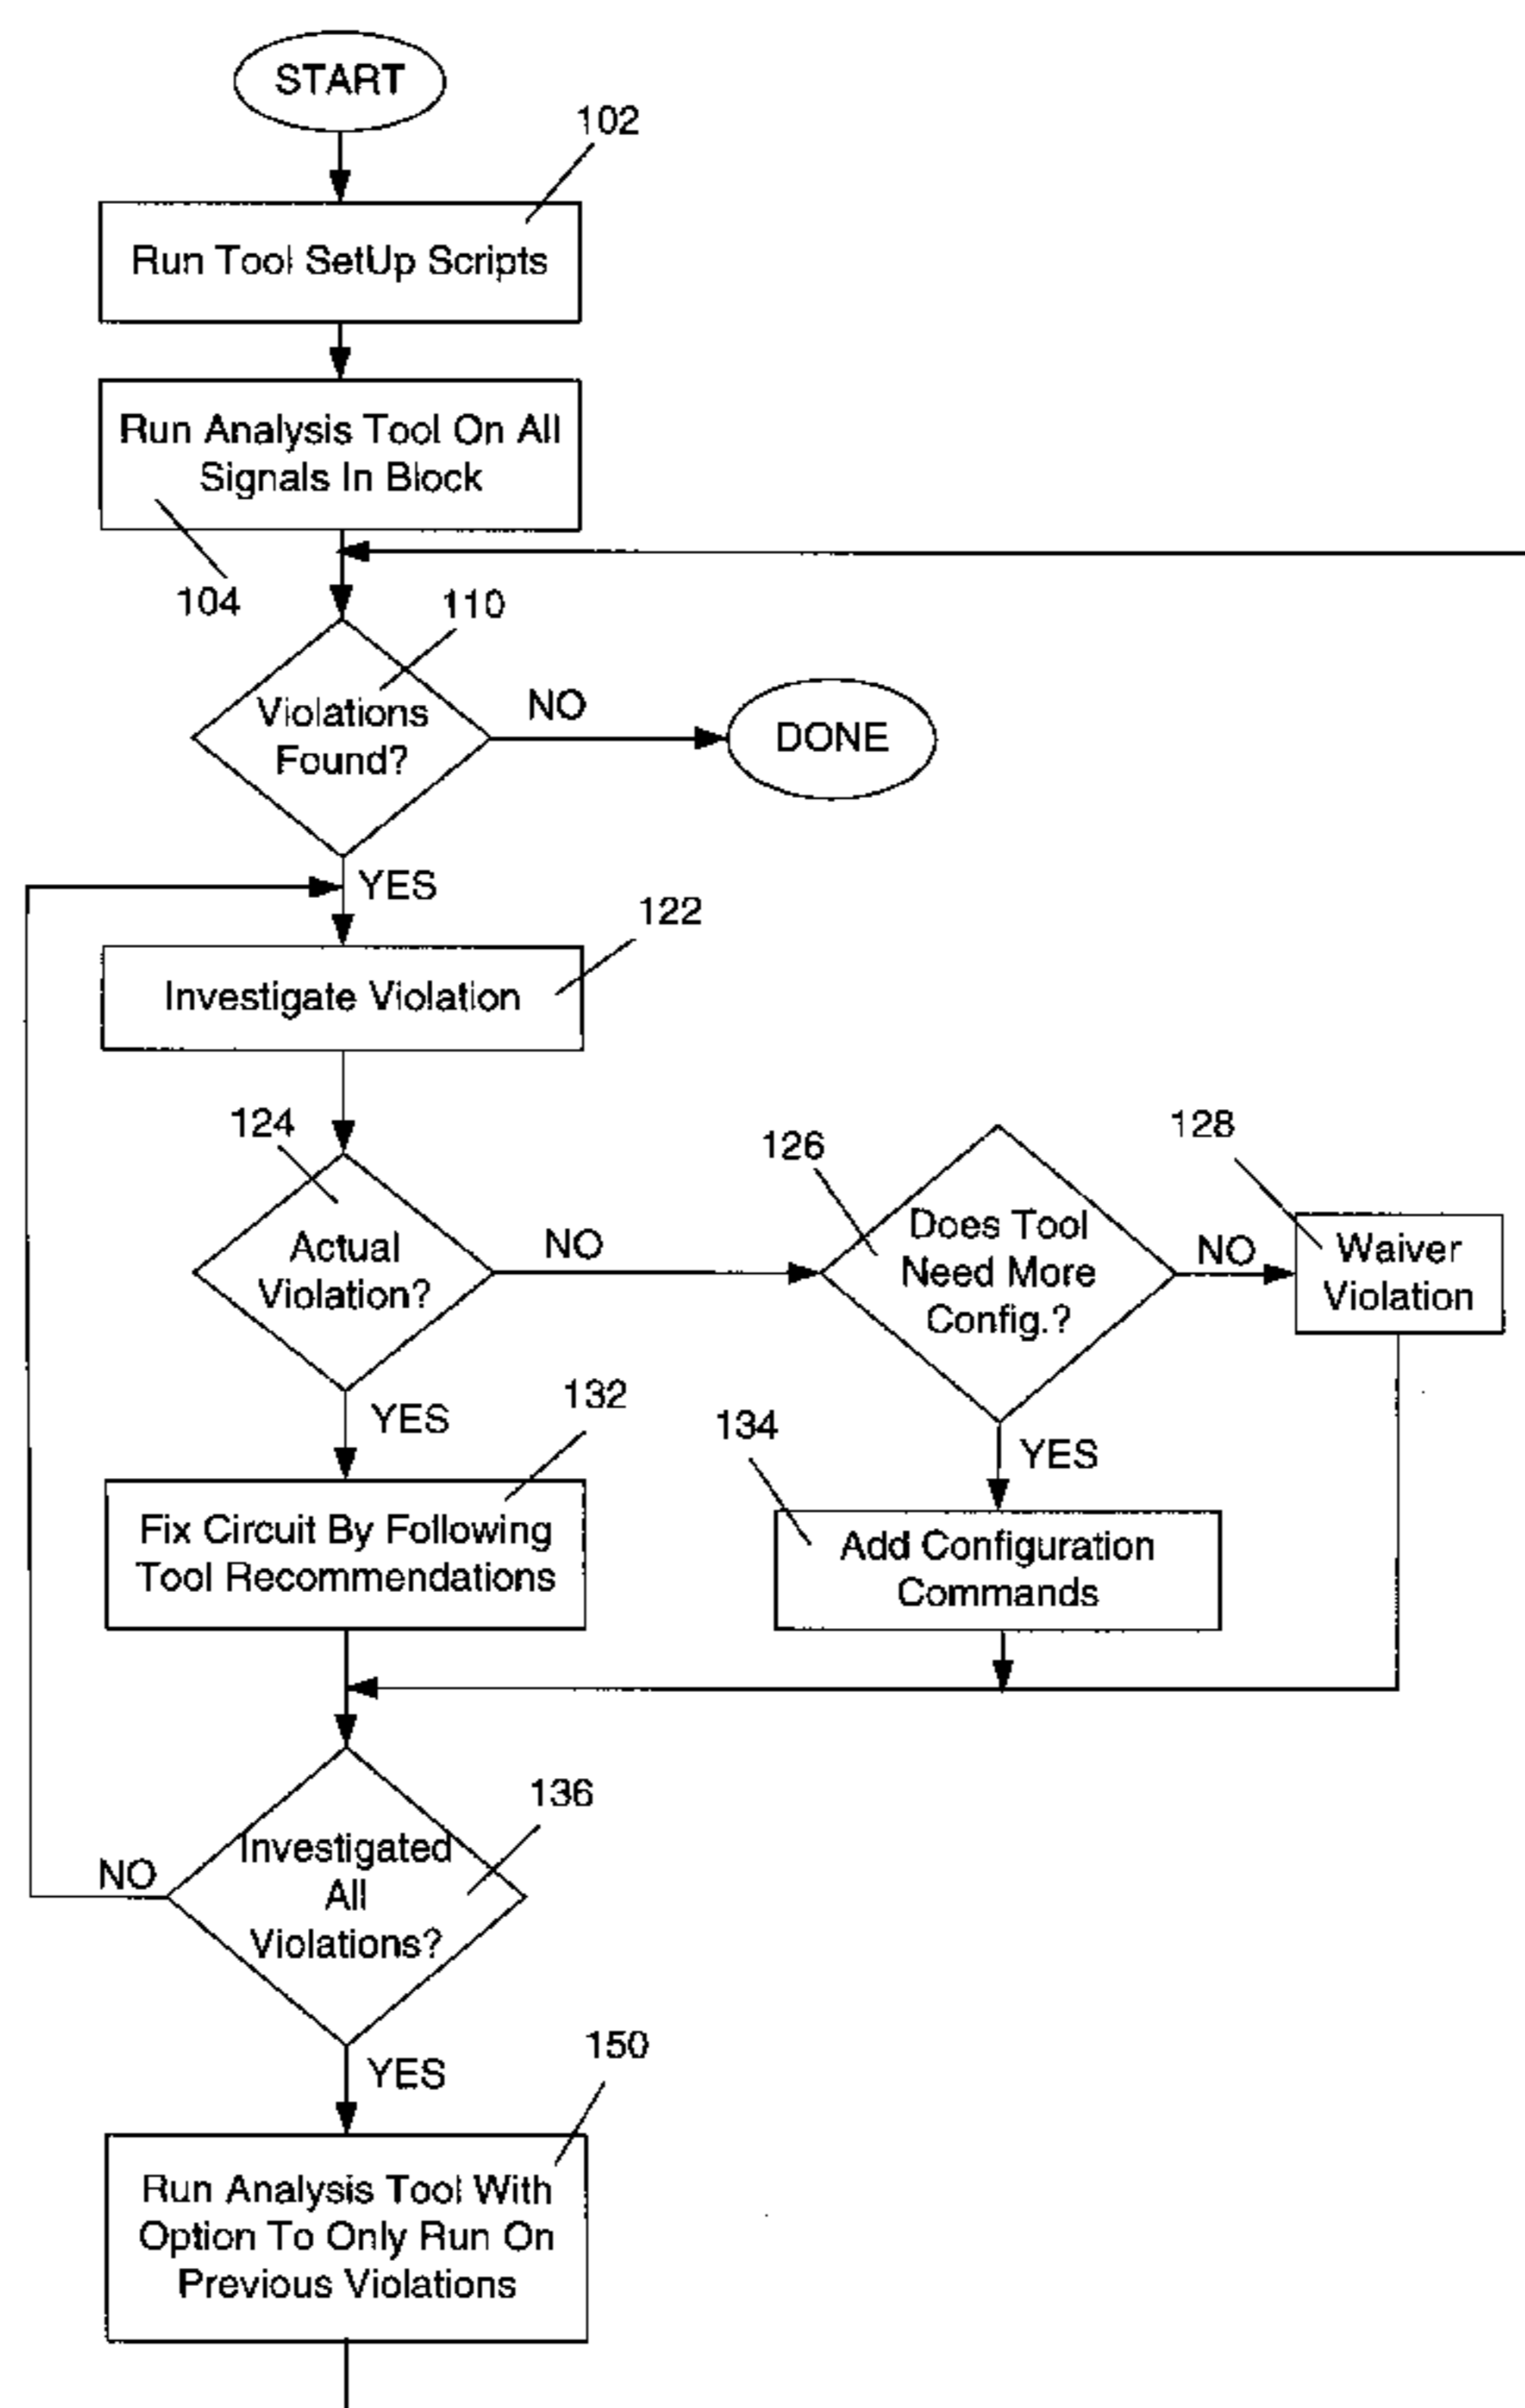 START
102
Run Tool SetUp Scripts
Run Analysis Tool On All
Signals In Block
104
110
Violations
Found?
NO
DONE
YES
122
Investigate Violation
124
Actual
Violation?
NO
126
Does Tool
Need More
Config.?
NO
128
Waiver
Violation
YES
132
Fix Circuit By Following
Tool Recommendations
YES
134
Add Configuration
Commands
136
Investigated
All
Violations?
NO
YES
150
Run Analysis Tool With
Option To Only Run On
Previous Violations